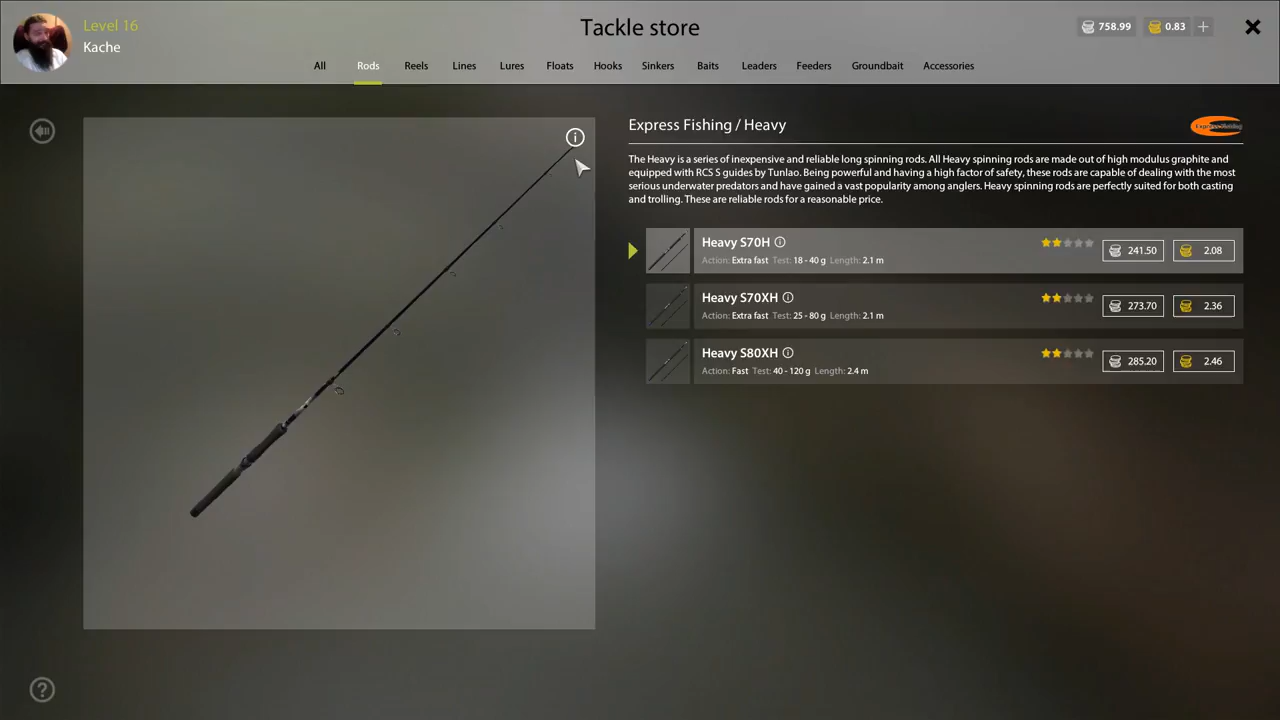 Level 16
Kache
Tackle store
758.99
0.83
All
Rods
Reels
Lines
Lures
Floats
Hooks
Sinkers
Baits
Leaders
Feeders
Groundbait
Accessories
Express Fishing / Heavy
Express Fishing
The Heavy is a series of inexpensive and reliable long spinning rods. All Heavy spinning rods are made out of high modulus graphite and
equipped with RCS S guides by Tunlao. Being powerful and having a high factor of safety, these rods are capable of dealing with the most
serious underwater predators and have gained a vast popularity among anglers. Heavy spinning rods are perfectly suited for both casting
and trolling. These are reliable rods for a reasonable price.
Heavy S70H
Action: Extra fast Test: 18 - 40 g Length: 2.1 m
241.50
2.08
Heavy S70XH
Action: Extra fast Test: 25 - 80 g Length: 2.1 m
273.70
2.36
Heavy S80XH
Action: Fast Test: 40 - 120 g Length: 2.4 m
285.20
2.46